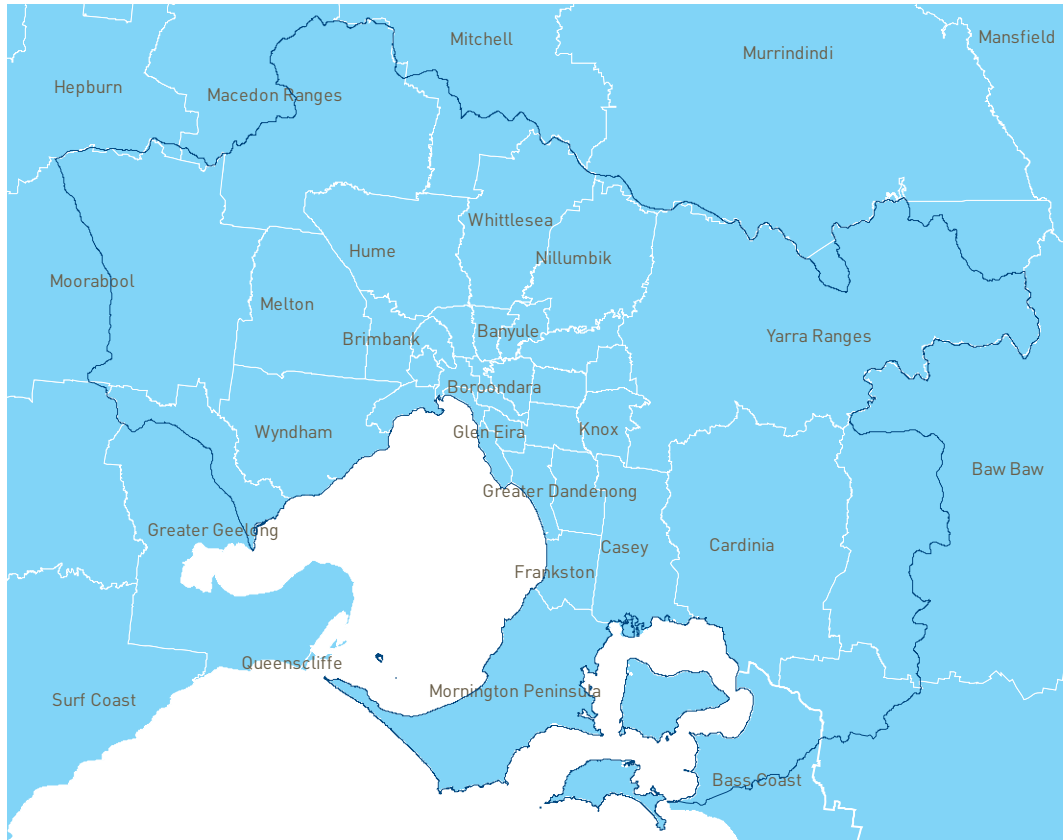 Mitchell
Mansfield
Murrindindi
Hepburn
Macedon Ranges
Whittlesea
Hume
Nillumbik
Moorabool
Melton
Banyule
Brimbank
Yarra Ranges
Boroondara
Wyndham
Glen Eira
Knox
Baw Baw
Greater Dandenong
Greater Geelong
Casey
Cardinia
Frankston
Queenscliffe
Mornington Peninsula
Surf Coast
Bass Coast